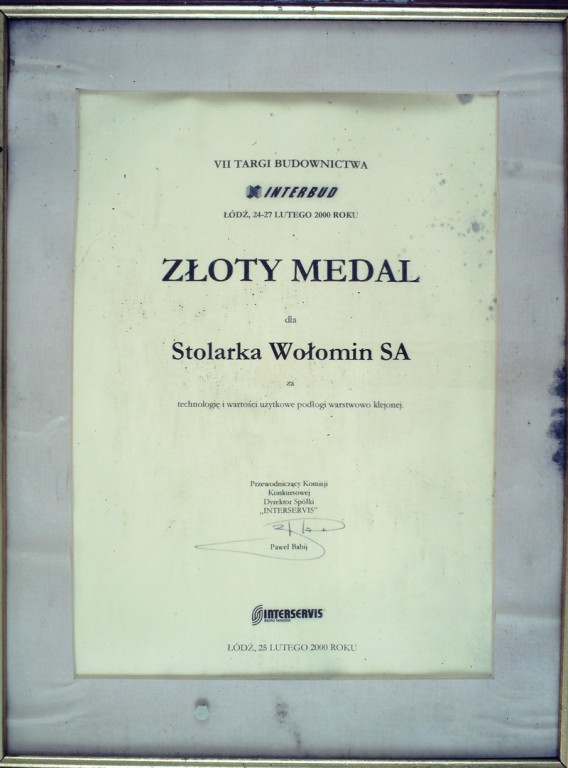 VII TARGI BUDOWNICTWA
INTERBUD
ŁÓDŹ, 24-27 LUTEGO 2000 ROKU
ZŁOTY MEDAL
dla
Stolarka Wołomin SA
za
technologię i wartości użytkowe podłogi warstwowo klejonej.
Przewodniczący Komisji
Konkursowej
Dyrektor Spółki
„INTERSERVIS”
Paweł Babij
INTERSERVIS
ŁÓDŹ, 25 LUTEGO 2000 ROKU